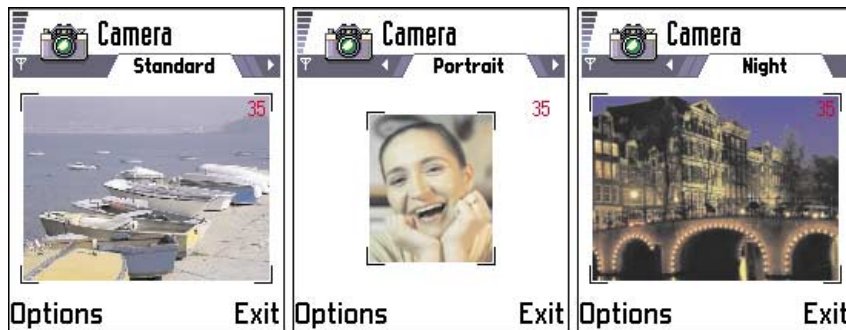 Camera
Standard
35
Options Exit
Camera
Portrait
35
Options Exit
Camera
Night
35
Options Exit